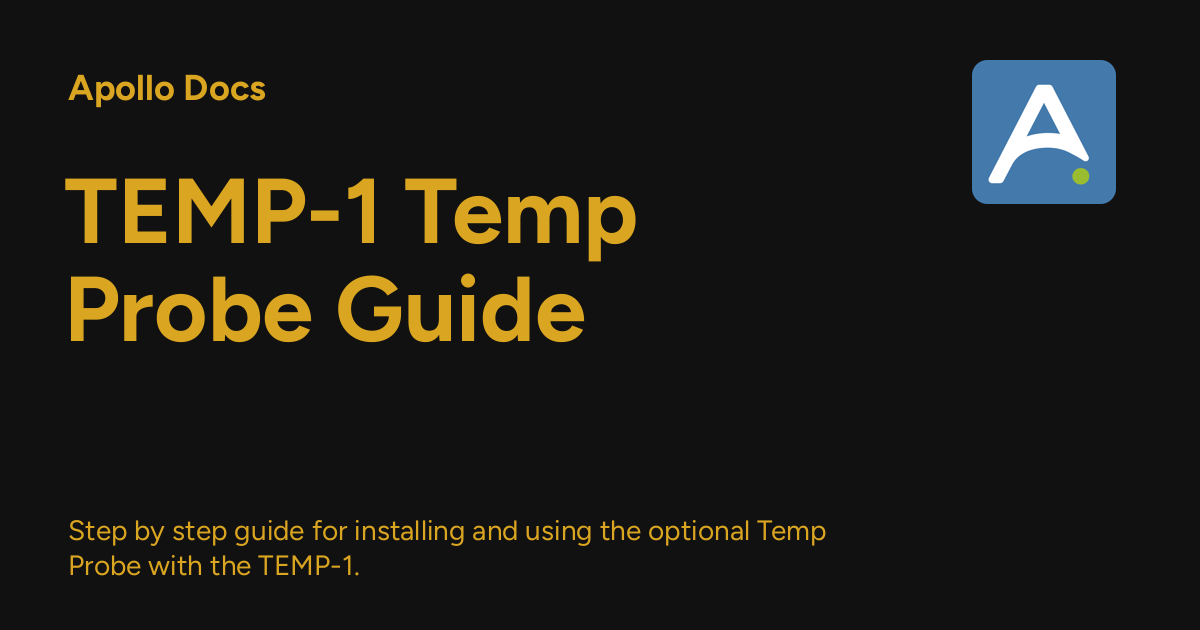 Apollo Docs
TEMP-1 Temp
Probe Guide
Step by step guide for installing and using the optional Temp
Probe with the TEMP-1.